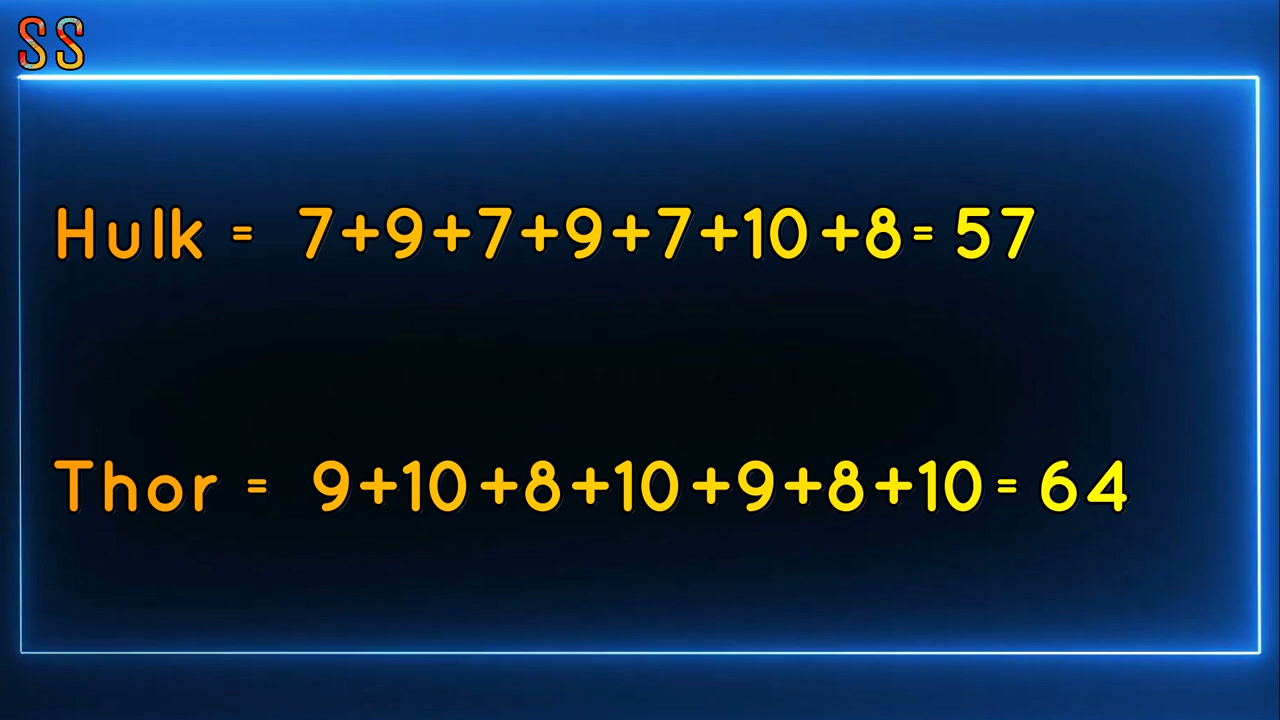 SS
Hulk = 7+9+7+9+7+10+8= 57
Thor = 9+10+8+10+9+8+10= 64